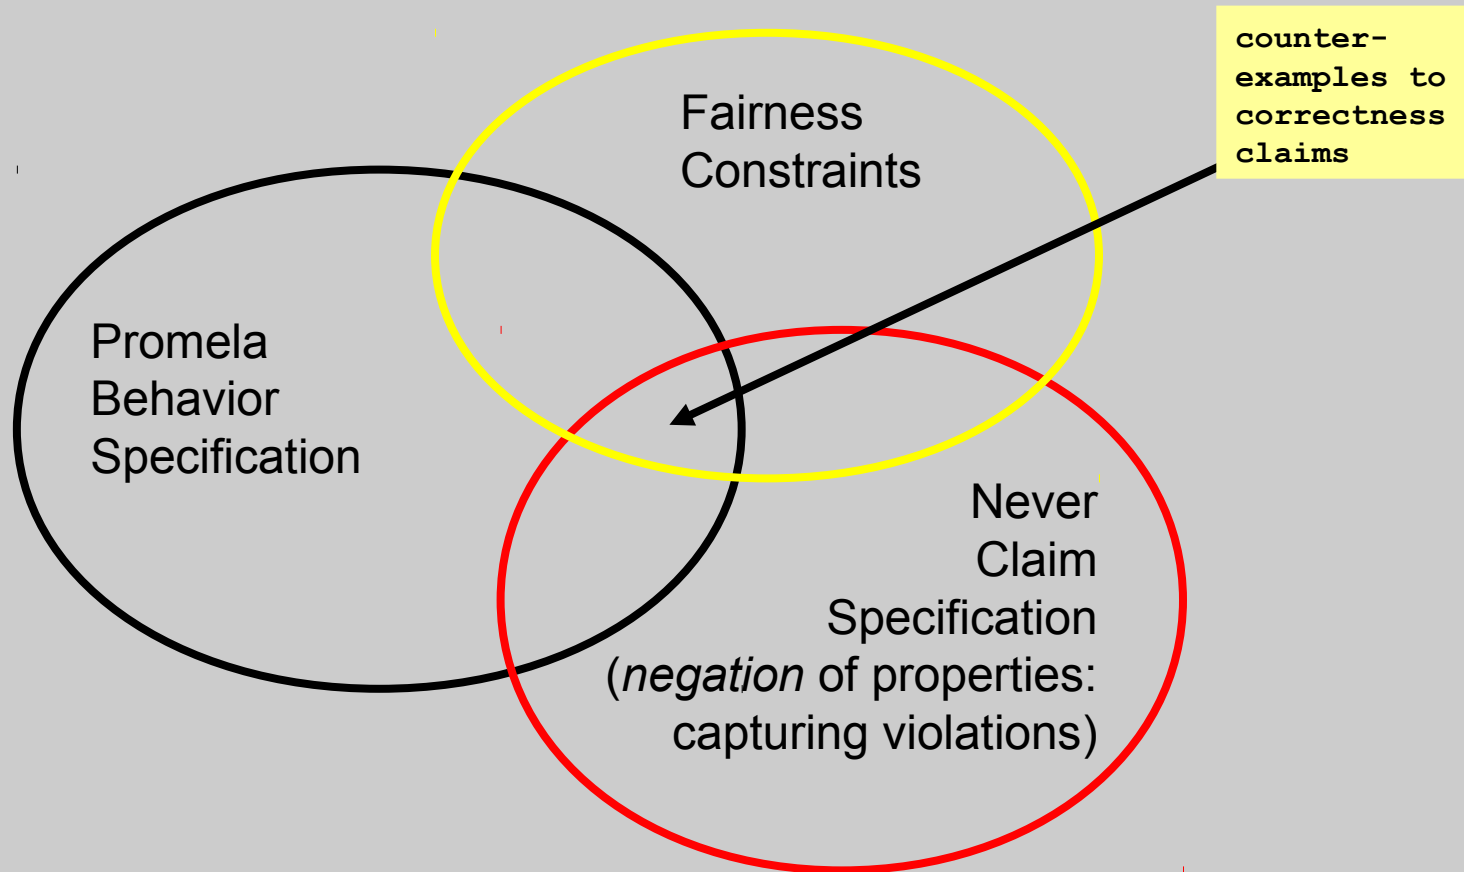 counter-
examples to
correctness
claims
Fairness
Constraints
Promela
Behavior
Specification
Never
Claim
Specification
(negation of properties:
capturing violations)